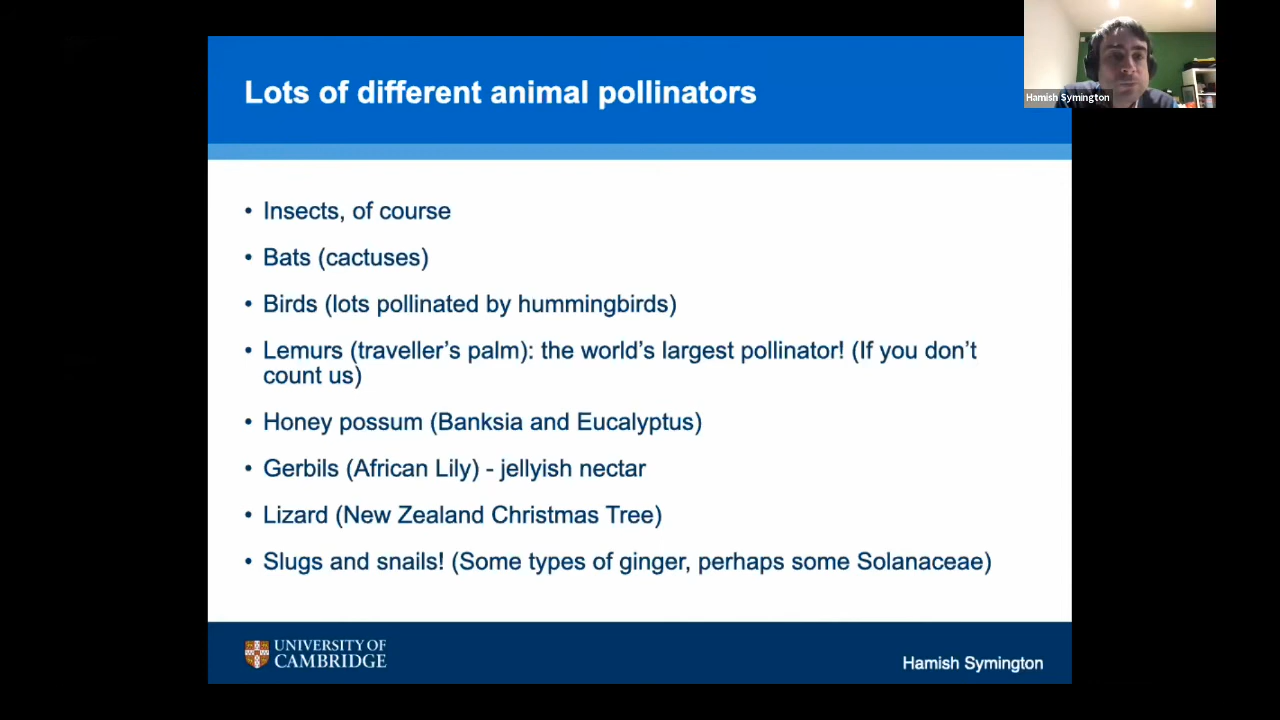 Lots of different animal pollinators
Hamish Symington
• Insects, of course
• Bats (cactuses)
• Birds (lots pollinated by hummingbirds)
• Lemurs (traveller’s palm): the world’s largest pollinator! (If you don’t
count us)
• Honey possum (Banksia and Eucalyptus)
• Gerbils (African Lily) - jellyish nectar
• Lizard (New Zealand Christmas Tree)
• Slugs and snails! (Some types of ginger, perhaps some Solanaceae)
UNIVERSITY OF
CAMBRIDGE
Hamish Symington